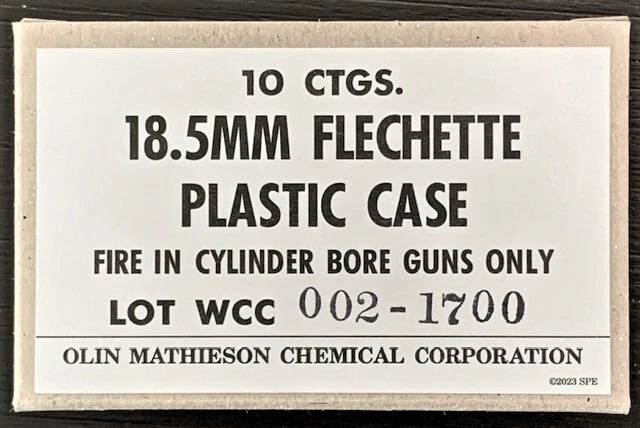 10 CTGS.
18.5MM FLECHETTE
PLASTIC CASE
FIRE IN CYLINDER BORE GUNS ONLY
LOT WCC 002-1700
OLIN MATHIESON CHEMICAL CORPORATION
©2023 SPE